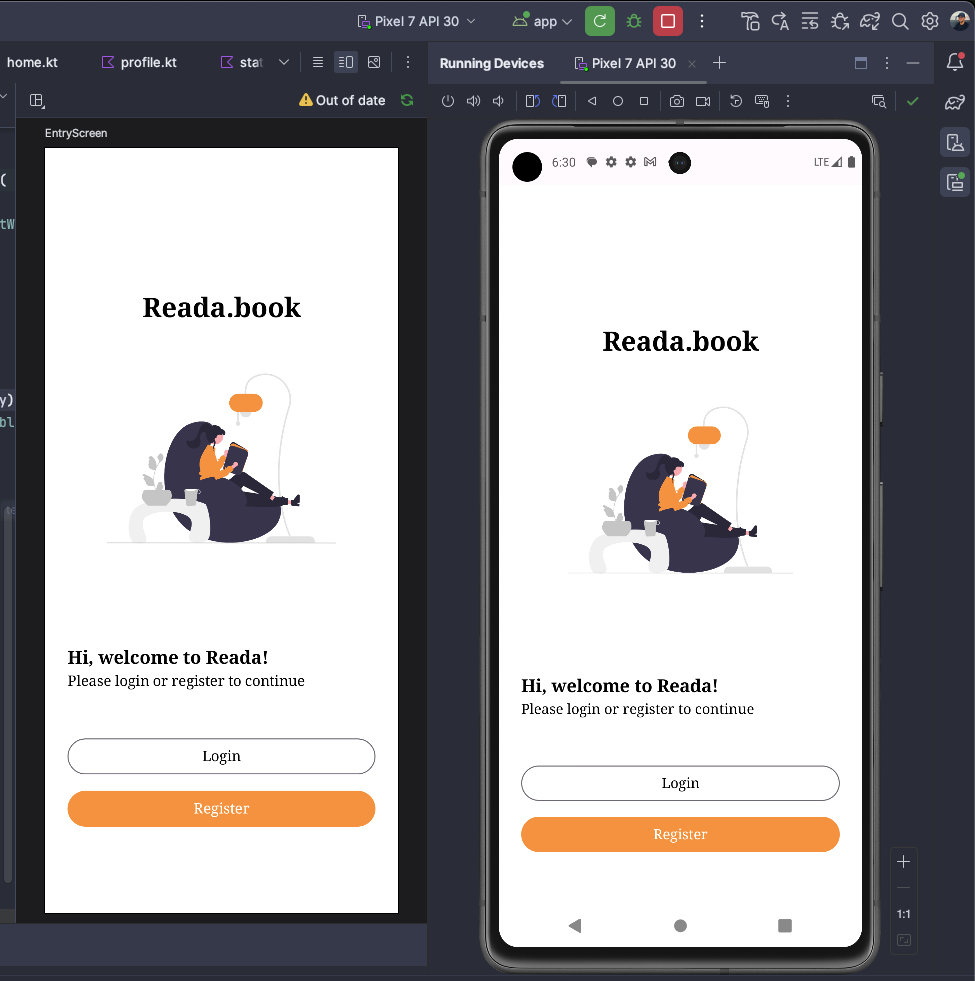 Pixel 7 API 30
app
home.kt
profile.kt
stat
Running Devices
Pixel 7 API 30
Out of date
EntryScreen
(
tW
y)
bl
Reada.book
Hi, welcome to Reada!
Please login or register to continue
Login
Register
6:30
LTE
Reada.book
Hi, welcome to Reada!
Please login or register to continue
Login
Register
1:1